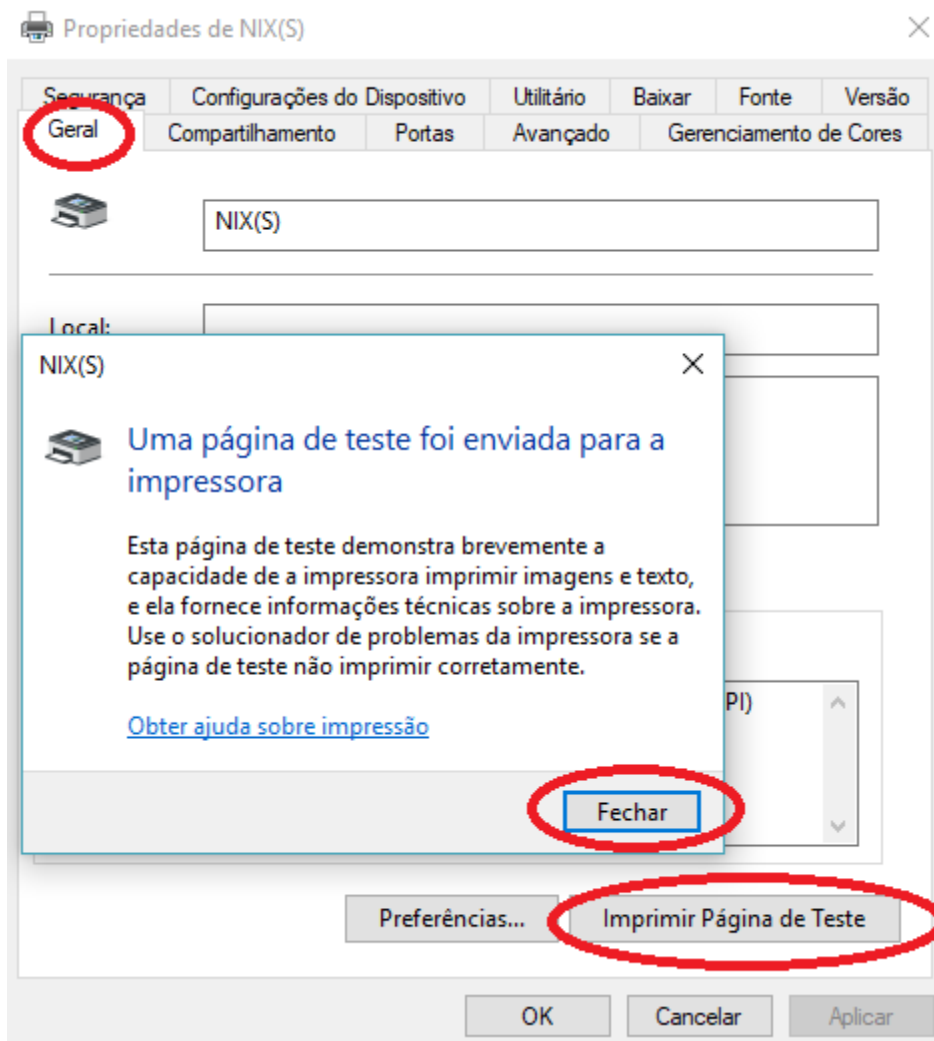 Propriedades de NIX(S)
Segurança Configurações do Dispositivo Utilitário Baixar Fonte Versão
Geral Compartilhamento Portas Avançado Gerenciamento de Cores
NIX(S)
Local:
NIX(S)
Uma página de teste foi enviada para a
impressora
Esta página de teste demonstra brevemente a
capacidade de a impressora imprimir imagens e texto,
e ela fornece informações técnicas sobre a impressora.
Use o solucionador de problemas da impressora se a
página de teste não imprimir corretamente.
PI)
Obter ajuda sobre impressão
Fechar
Preferências... Imprimir Página de Teste
OK Cancelar Aplicar